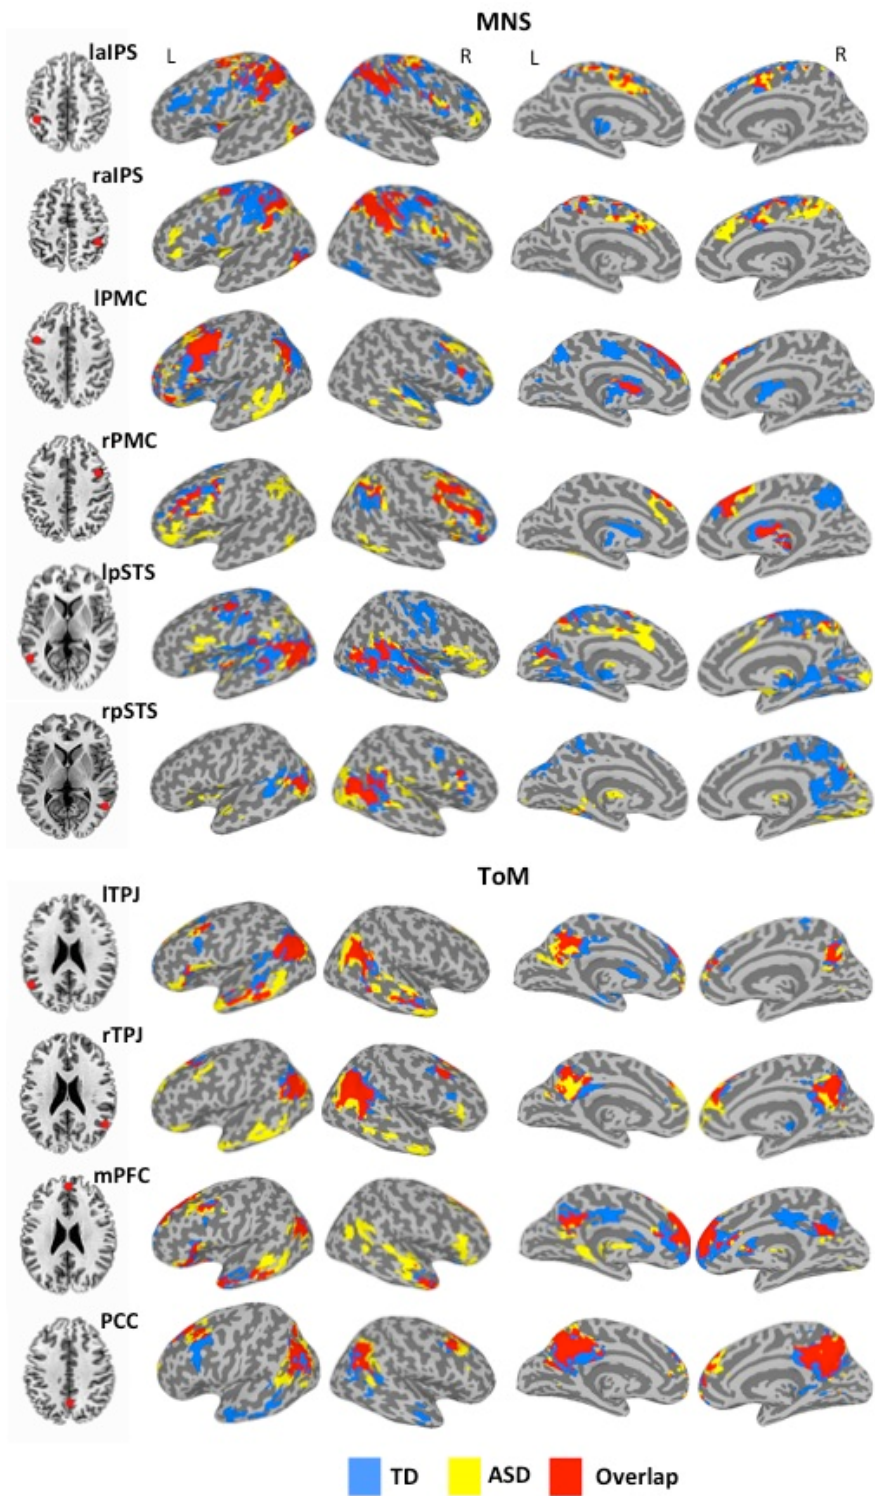 MNS
laIPS
L R L R
raIPS
lPMC
rPMC
lpSTS
rpSTS
ToM
lTPJ
rTPJ
mPFC
PCC
TD ASD Overlap